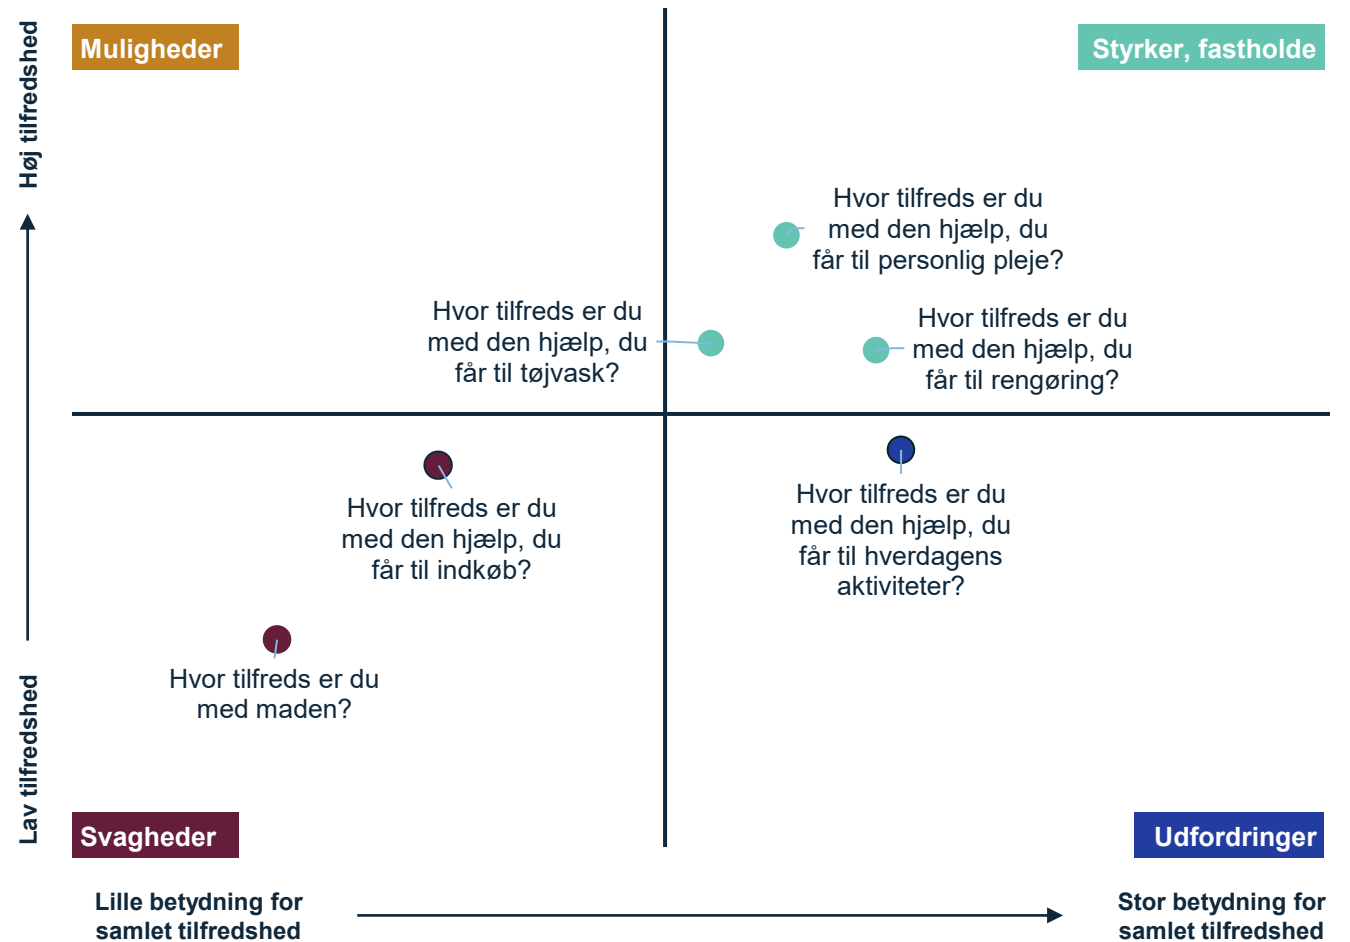 Muligheder
Styrker, fastholde
Høj tilfredshed
Hvor tilfreds er du
med den hjælp, du
får til personlig pleje?
Hvor tilfreds er du
med den hjælp, du
får til tøjvask?
Hvor tilfreds er du
med den hjælp, du
får til rengøring?
Hvor tilfreds er du
med den hjælp, du
får til indkøb?
Hvor tilfreds er du
med den hjælp, du
får til hverdagens
aktiviteter?
Hvor tilfreds er du
med maden?
Lav tilfredshed
Svagheder
Udfordringer
Lille betydning for
samlet tilfredshed
Stor betydning for
samlet tilfredshed